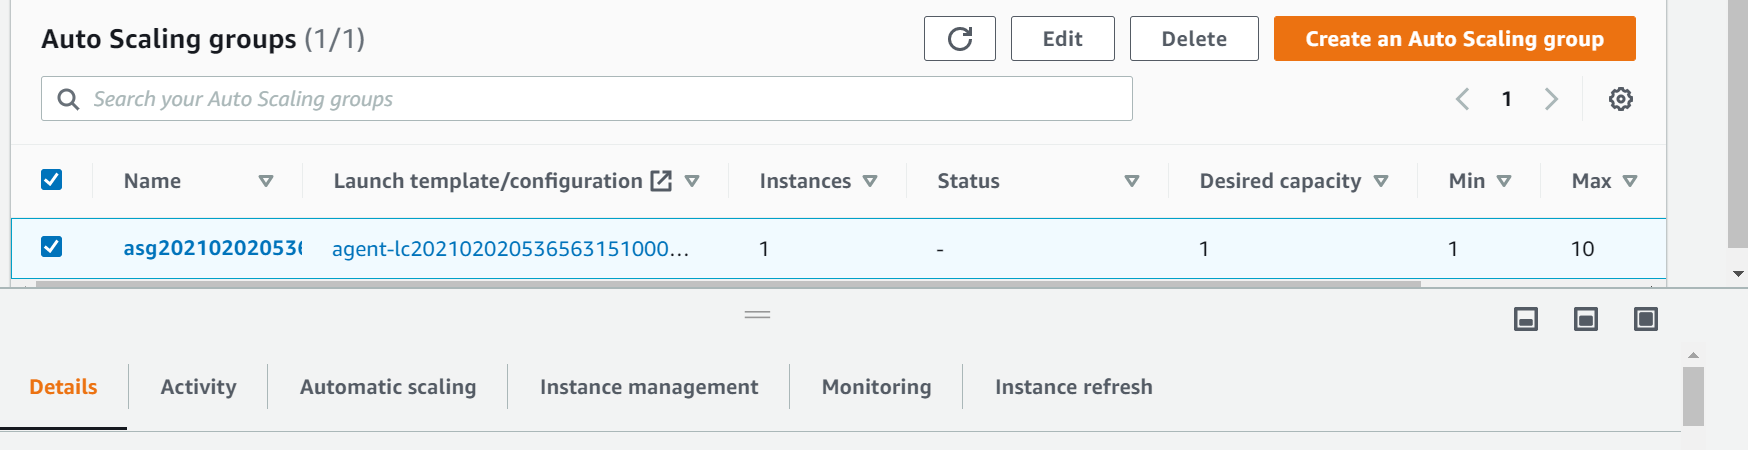 Auto Scaling groups (1/1)
Edit
Delete
Create an Auto Scaling group
Search your Auto Scaling groups
1
Name
Launch template/configuration
Instances
Status
Desired capacity
Min
Max
asg202102020536
agent-lc202102020536563151000...
1
-
1
1
10
Details
Activity
Automatic scaling
Instance management
Monitoring
Instance refresh